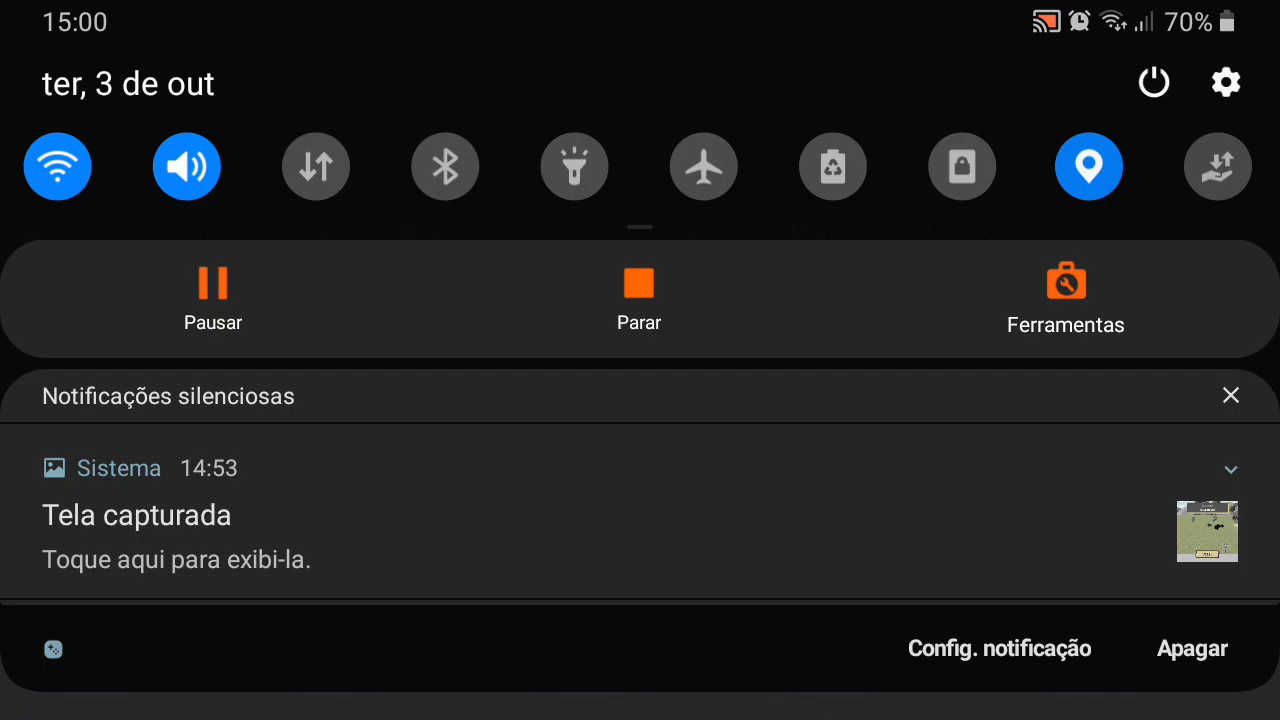 15:00
70%
ter, 3 de out
Pausar
Parar
Ferramentas
Notificações silenciosas
Sistema 14:53
Tela capturada
Toque aqui para exibi-la.
Config. notificação
Apagar